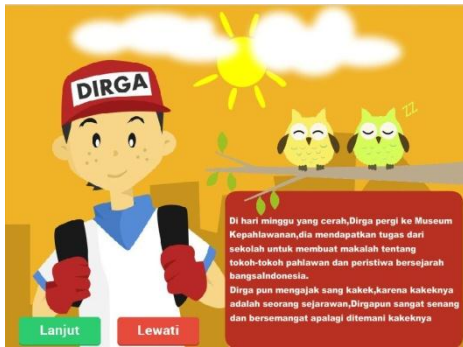 DIRGA
ZZ
Di hari minggu yang cerah,Dirga pergi ke Museum
Kepahlawanan,dia mendapatkan tugas dari
sekolah untuk membuat makalah tentang
tokoh-tokoh pahlawan dan peristiwa bersejarah
bangsaIndonesia.
Dirga pun mengajak sang kakek,karena kakeknya
adalah seorang sejarawan,Dirgapun sangat senang
dan bersemangat apalagi ditemani kakeknya
Lanjut
Lewati